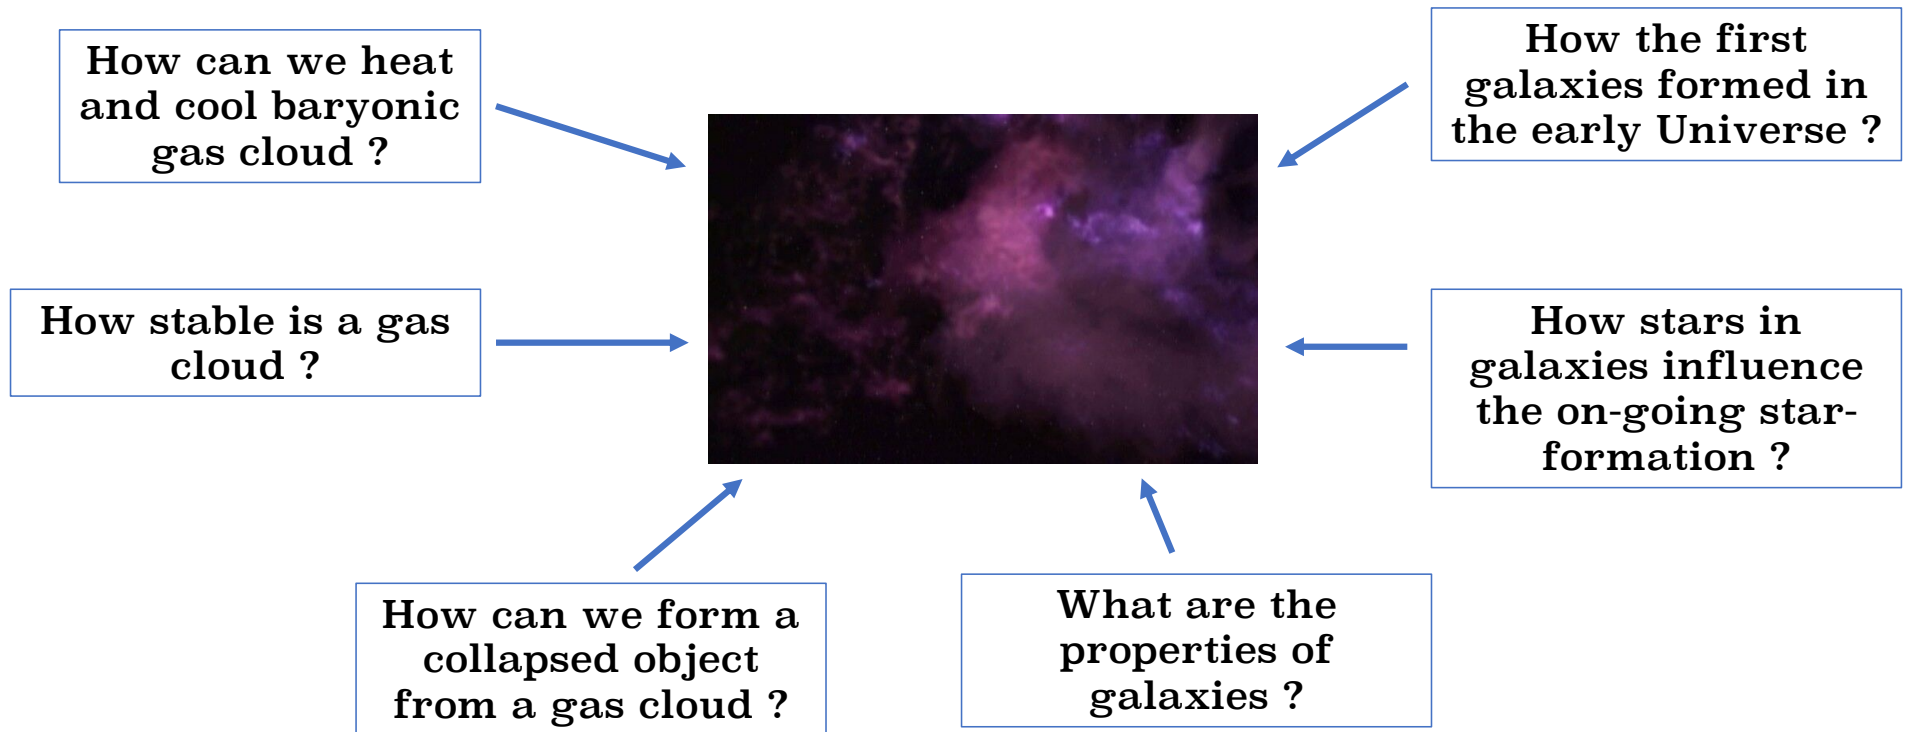 How can we heat
and cool baryonic
gas cloud ?
How the first
galaxies formed in
the early Universe ?
How stable is a gas
cloud ?
How stars in
galaxies influence
the on-going star-
formation ?
How can we form a
collapsed object
from a gas cloud ?
What are the
properties of
galaxies ?